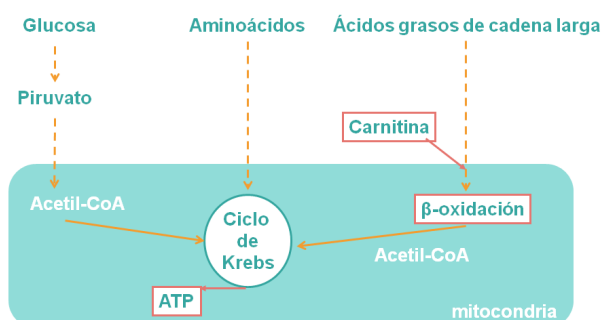 Glucosa
Aminoácidos
Ácidos grasos de cadena larga
Piruvato
Carnitina
Acetil-CoA
Ciclo
de
Krebs
β-oxidación
Acetil-CoA
ATP
mitocondria